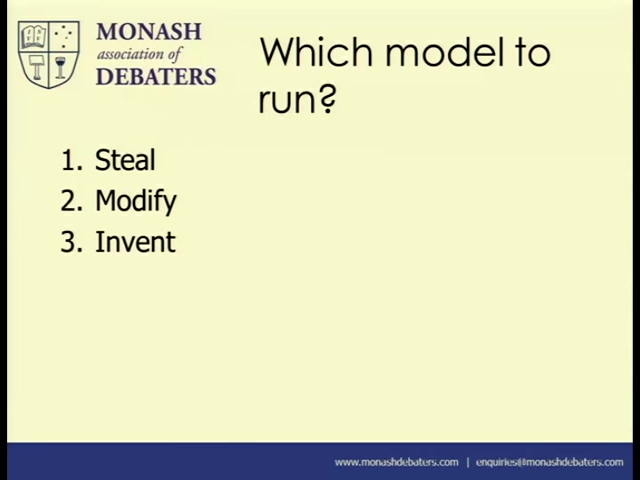 MONASH
association of
DEBATERS
Which model to
run?
1. Steal
2. Modify
3. Invent
www.monashdebaters.com | enquiries@monashdebaters.com